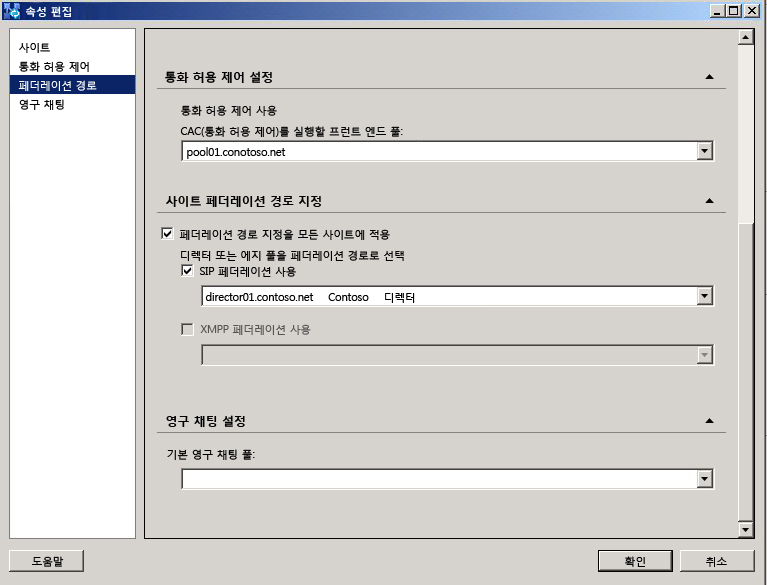 속성 편집
사이트
통화 허용 제어
페더레이션 경로
영구 채팅
통화 허용 제어 설정
통화 허용 제어 사용
CAC(통화 허용 제어)를 실행할 프런트 엔드 풀:
pool01.conotoso.net
사이트 페더레이션 경로 지정
페더레이션 경로 지정을 모든 사이트에 적용
디렉터 또는 에지 풀을 페더레이션 경로로 선택
SIP 페더레이션 사용
director01.contoso.net Contoso 디렉터
XMPP 페더레이션 사용
영구 채팅 설정
기본 영구 채팅 풀:
도움말
확인
취소